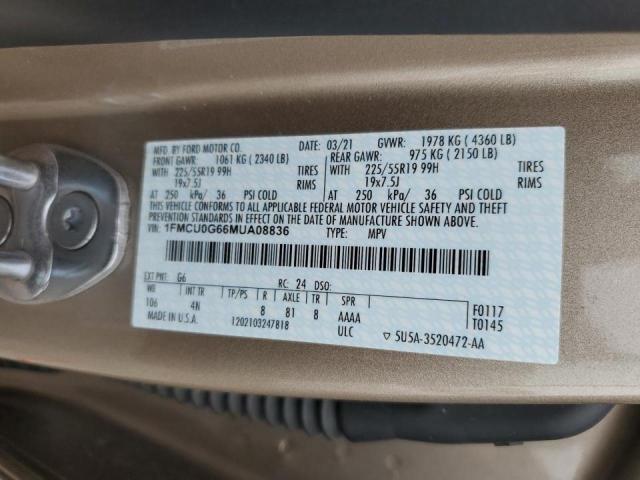 MFD BY FORD MOTOR CO. 03/21 GVWR: 1978 KG ( 4360 LB)
FRONT GAWR: 1061 KG ( 2340 LB) REAR GAWR: 975 KG ( 2150 LB)
WITH 225/55R19 99H TIRES WITH 225/55R19 99H TIRES
19x7.5J RIMS 19x7.5J RIMS
AT 250 kPa/ 36 PSI COLD AT 250 kPa/ 36 PSI COLD
THIS VEHICLE CONFORMS TO ALL APPLICABLE FEDERAL MOTOR VEHICLE SAFETY AND THEFT
PREVENTION STANDARDS IN EFFECT ON THE DATE OF MANUFACTURE SHOWN ABOVE.
VIN: 1FMCU0G66MUA08836 TYPE: MPV
EXT PNT: G6 RC: 24 DSO:
WB INT TR TP/PS R AXLE TR SPR F0117
106 4N 8 81 8 AAAA T0145
MADE IN U.S.A. 1202103247818 ULC ▽ 5U5A-3520472-AA